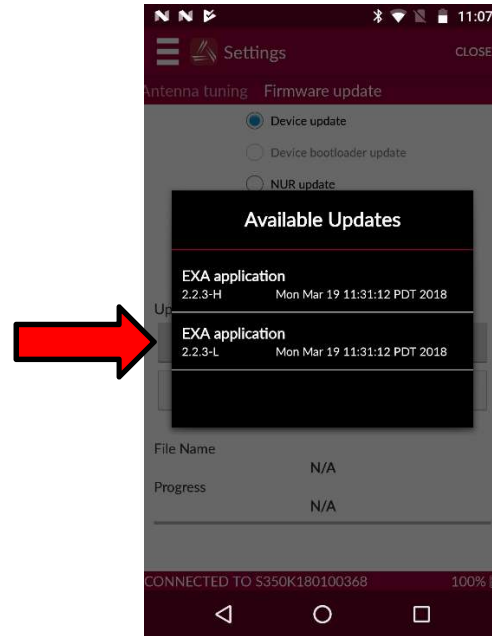 11:07
Settings
CLOSE
Antenna tuning Firmware update
Device update
Device bootloader update
NUR update
Available Updates
EXA application
2.2.3-H Mon Mar 19 11:31:12 PDT 2018
Up
EXA application
2.2.3-L Mon Mar 19 11:31:12 PDT 2018
File Name
N/A
Progress
N/A
CONNECTED TO S350K180100368 100%